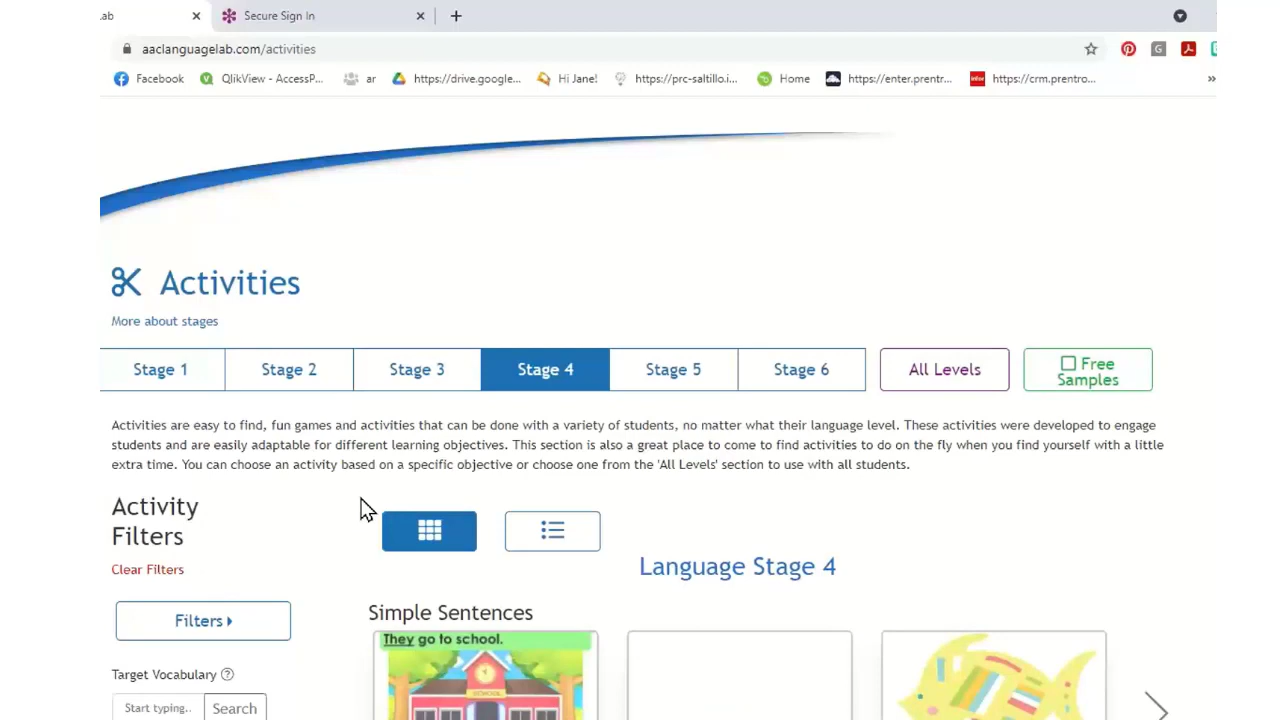 .ab
Secure Sign In
aaclanguagelab.com/activities
Facebook
QlikView - AccessP...
ar
https://drive.google...
Hi Jane!
https://prc-saltillo.i...
Home
https://enter.prentro...
https://crm.prentro...
»
Activities
More about stages
Stage 1
Stage 2
Stage 3
Stage 4
Stage 5
Stage 6
All Levels
Free
Samples
Activities are easy to find, fun games and activities that can be done with a variety of students, no matter what their language level. These activities were developed to engage
students and are easily adaptable for different learning objectives. This section is also a great place to come to find activities to do on the fly when you find yourself with a little
extra time. You can choose an activity based on a specific objective or choose one from the 'All Levels' section to use with all students.
Activity
Filters
Clear Filters
Language Stage 4
Filters
Simple Sentences
They go to school.
SCHOOL
Target Vocabulary ?
Start typing..
Search